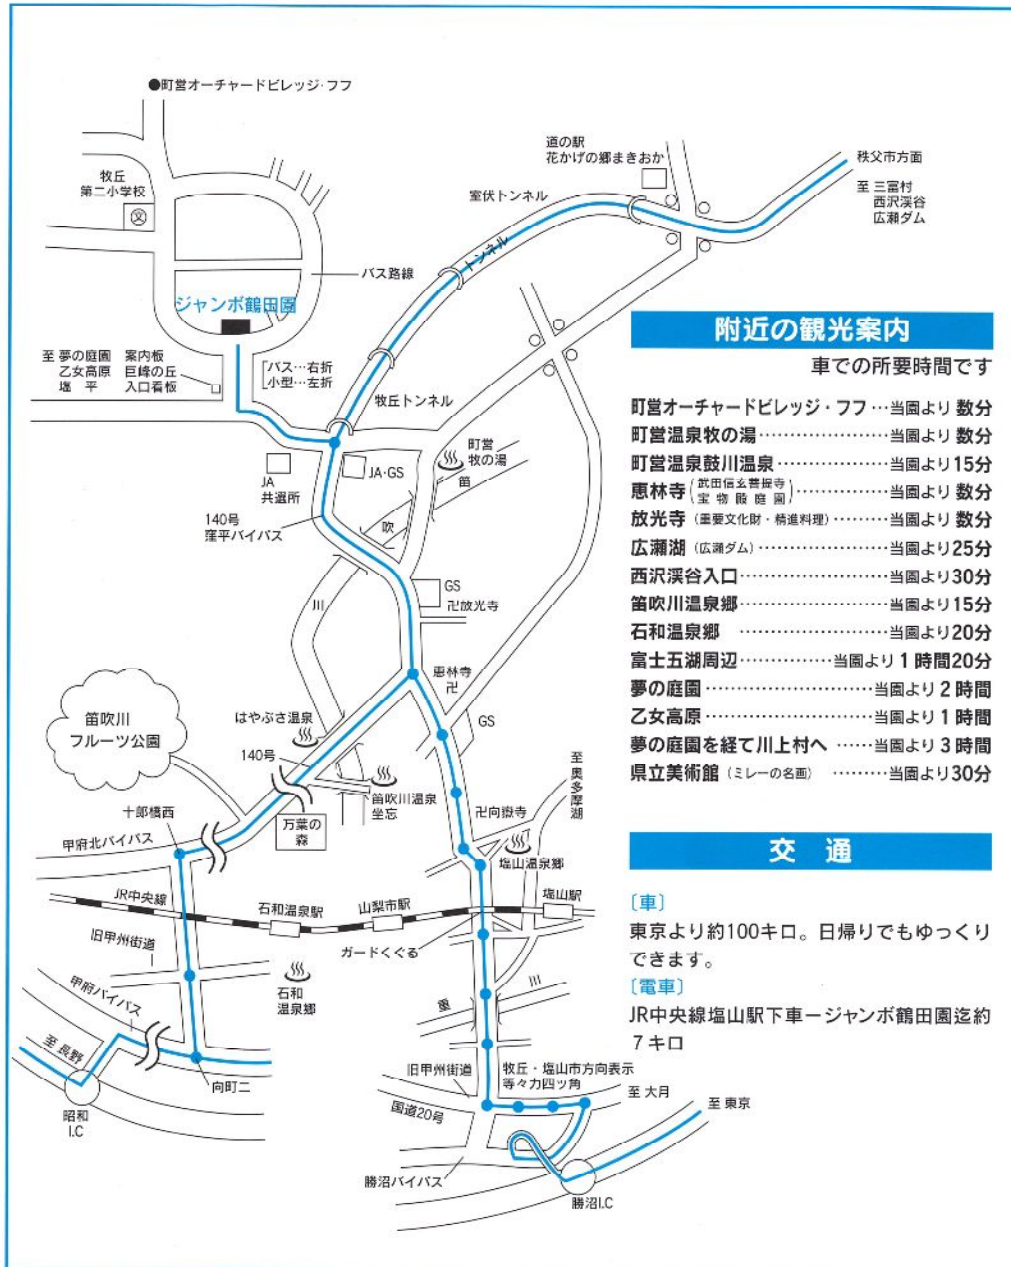 ●町営オーチャードビレッジ・フフ
道の駅
花かげの郷まきおか
秩父市方面
至 三富村
西沢渓谷
広瀬ダム
牧丘
第二小学校
文
室伏トンネル
トンネル
バス路線
ジャンボ鶴田園
至 夢の庭園
乙女高原
塩 平
案内板
巨峰の丘
入口看板
バス…右折
小型…左折
牧丘トンネル
町営
牧の湯
JA
共選所
JA・GS
笛
吹
川
140号
窪平バイパス
GS
卍放光寺
恵林寺
卍
笛吹川
フルーツ公園
はやぶさ温泉
GS
140号
笛吹川温泉
坐忘
至奥多摩湖
十郎橋西
万葉の
森
卍向嶽寺
甲府北バイパス
塩山温泉郷
JR中央線
石和温泉駅
山梨市駅
塩山駅
旧甲州街道
ガードくぐる
石和
温泉郷
甲府バイパス
重
川
至長野
向町二
昭和
I.C
旧甲州街道
牧丘・塩山市方向表示
等々力四ッ角
国道20号
至 大月
至 東京
勝沼バイパス
勝沼I.C
附近の観光案内
車での所要時間です
町営オーチャードビレッジ・フフ…当園より 数分
町営温泉牧の湯…………………当園より 数分
町営温泉鼓川温泉………………当園より15分
恵林寺(武田信玄菩提寺 宝物殿庭園)……………当園より 数分
放光寺(重要文化財・精進料理)………当園より 数分
広瀬湖(広瀬ダム)…………………当園より25分
西沢渓谷入口……………………当園より30分
笛吹川温泉郷……………………当園より15分
石和温泉郷 ……………………当園より20分
富士五湖周辺……………当園より1時間20分
夢の庭園………………………当園より2時間
乙女高原………………………当園より1時間
夢の庭園を経て川上村へ ……当園より3時間
県立美術館(ミレーの名画) ………当園より30分
交 通
〔車〕
東京より約100キロ。日帰りでもゆっくり
できます。
〔電車〕
JR中央線塩山駅下車ージャンボ鶴田園迄約
7キロ